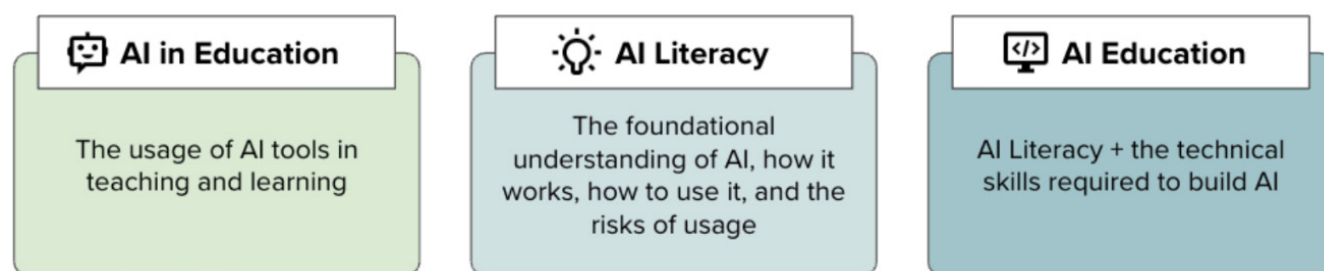 AI in Education
The usage of AI tools in
teaching and learning
AI Literacy
The foundational
understanding of AI, how it
works, how to use it, and the
risks of usage
</> AI Education
AI Literacy + the technical
skills required to build AI